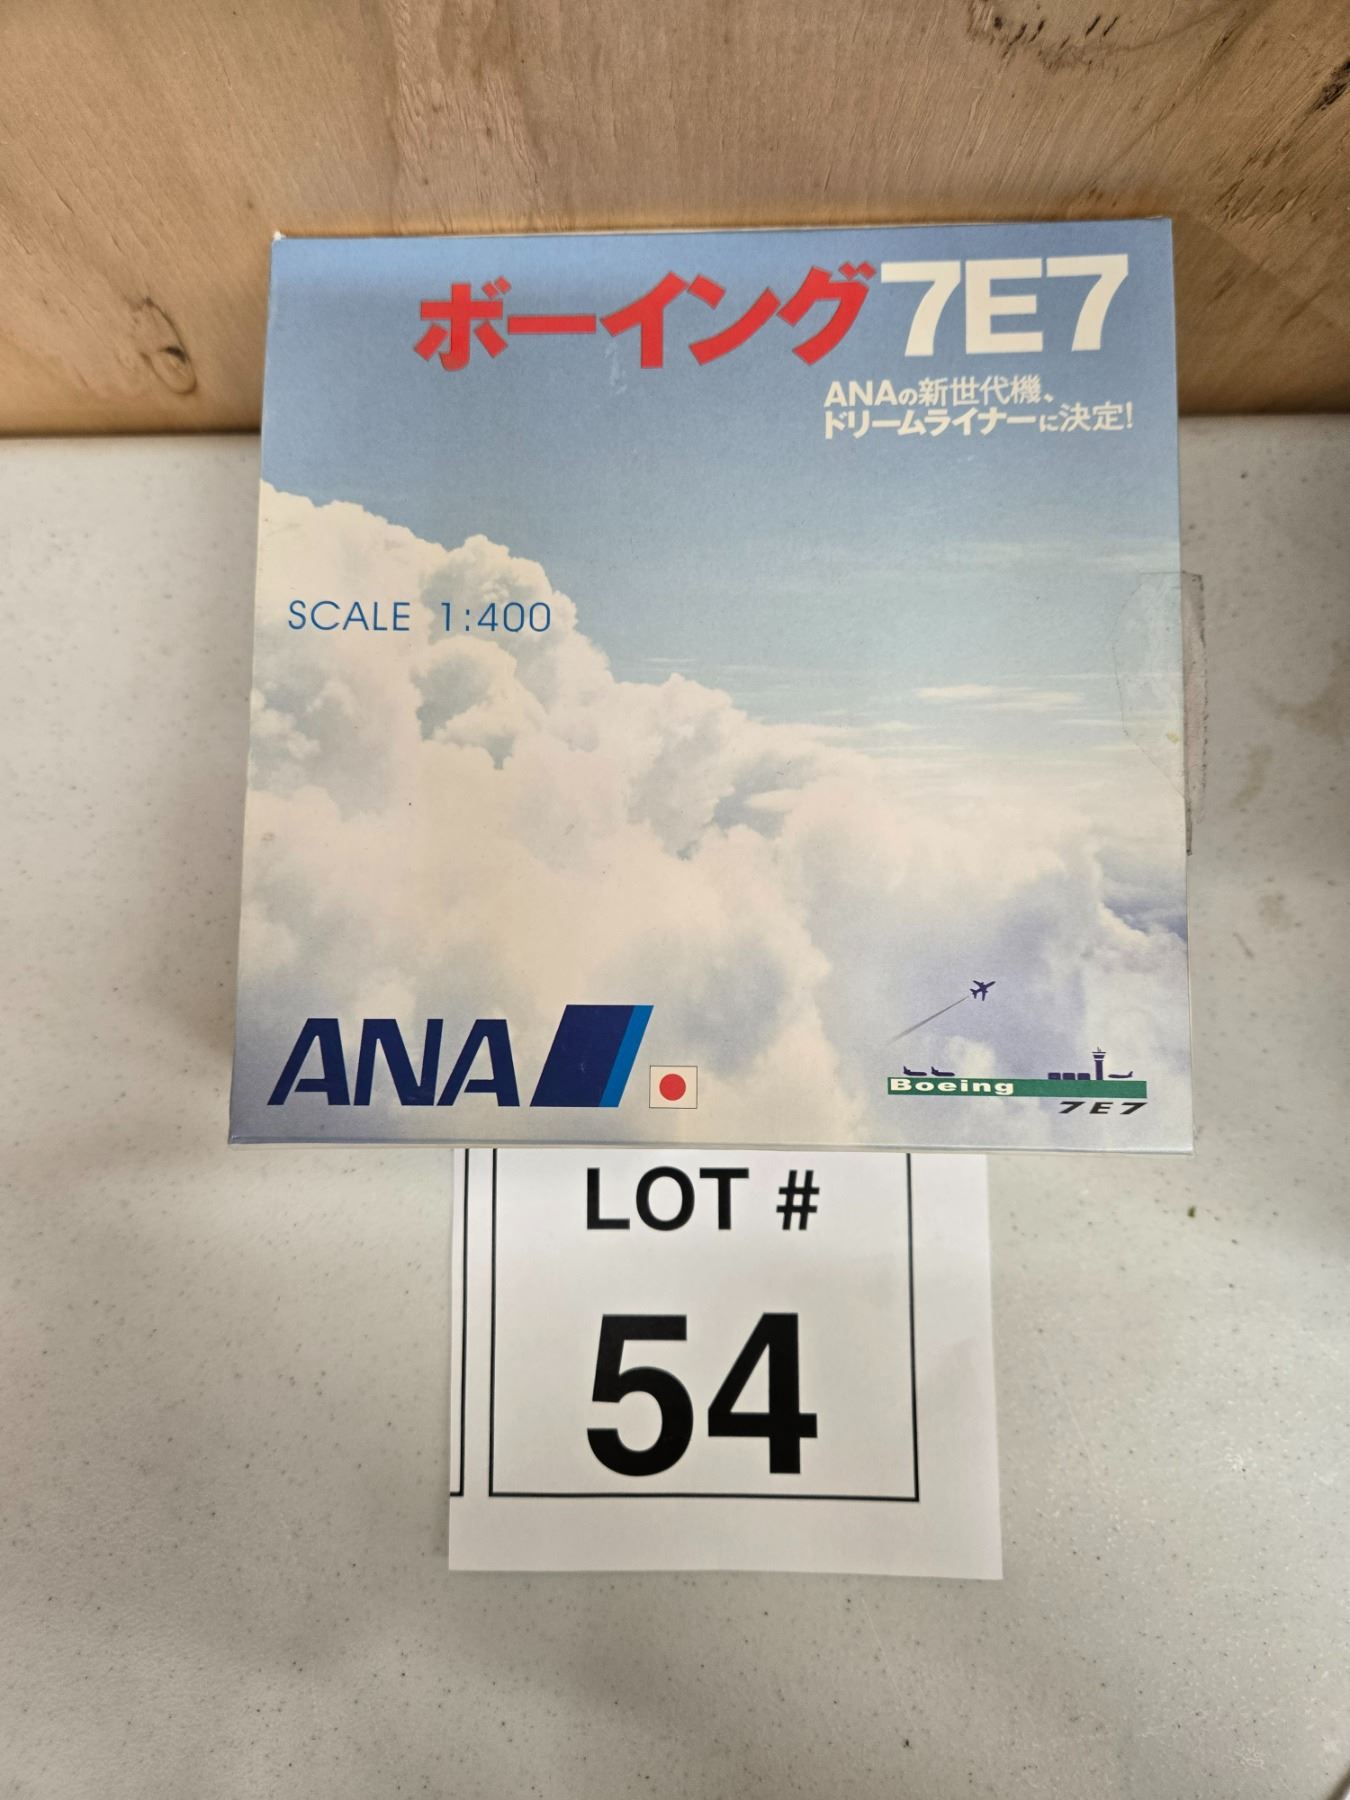 ボーイング7E7
ANAの新世代機、
ドリームライナーに決定!
SCALE 1:400
ANA
Boeing
7E7
LOT #
54